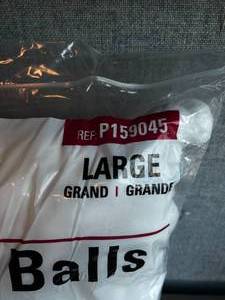 REF P159045
LARGE
GRAND | GRANDE
Balls